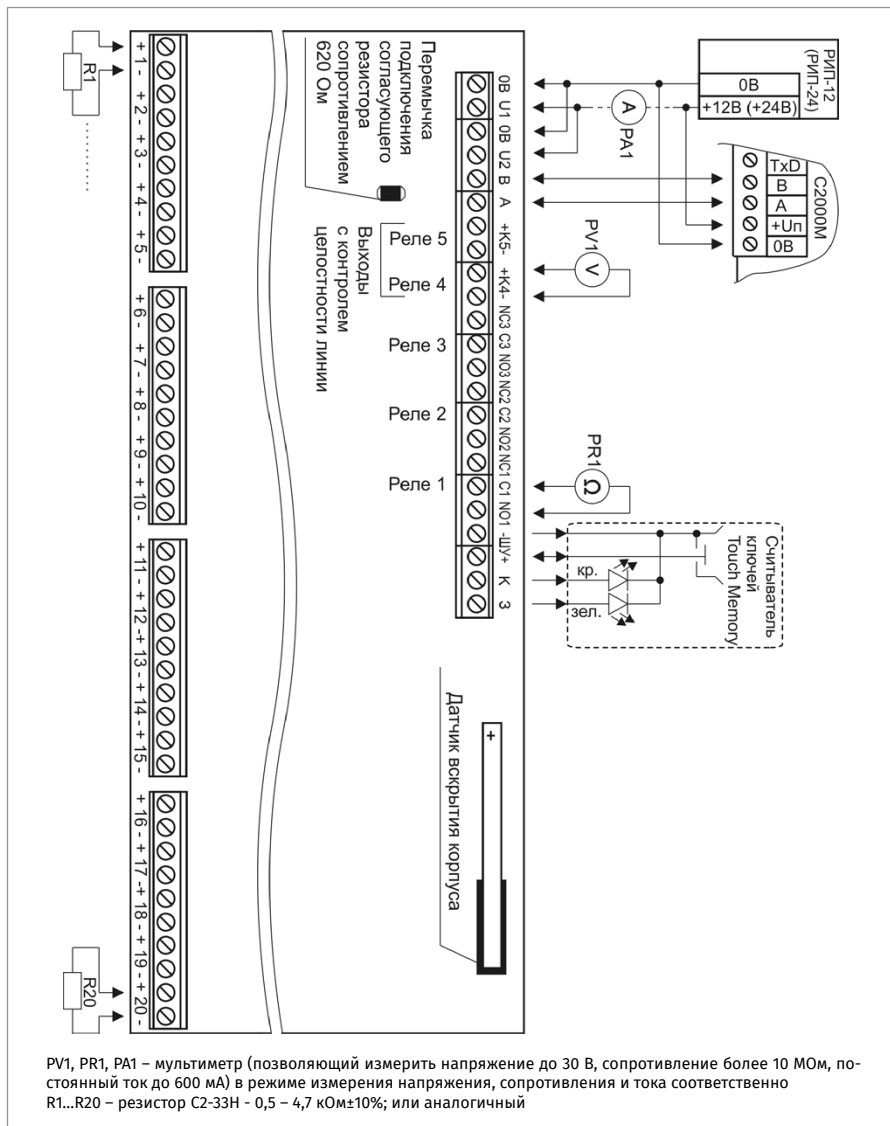 R1
+ 1 -
+ 2 -
+ 3 -
+ 4 -
+ 5 -
+ 6 -
+ 7 -
+ 8 -
+ 9 -
+ 10 -
+ 11 -
+ 12 -
+ 13 -
+ 14 -
+ 15 -
+ 16 -
+ 17 -
+ 18 -
+ 19 -
+ 20 -
R20
Перемычка
подключения
согласующего
резистора
сопротивлением
620 Ом
Реле 5
Реле 4
Выходы
с контролем
целостности линии
Реле 3
Реле 2
Реле 1
0В
U1
0В
U2
В
А
+К5-
+К4-
NC3
C3
NO3
NC2
C2
NO2
NC1
C1
NO1
-ШУ+
К
З
A
PA1
PV1
V
PR1
Ω
РИП-12
(РИП-24)
0В
+12В (+24В)
С2000М
TxD
В
А
+Uп
0В
кр.
зел.
Считыватель
ключей
Touch Memory
Датчик вскрытия корпуса
+
PV1, PR1, PA1 – мультиметр (позволяющий измерить напряжение до 30 В, сопротивление более 10 МОм, по-
стоянный ток до 600 мА) в режиме измерения напряжения, сопротивления и тока соответственно
R1...R20 – резистор С2-33Н - 0,5 – 4,7 кОм±10%; или аналогичный